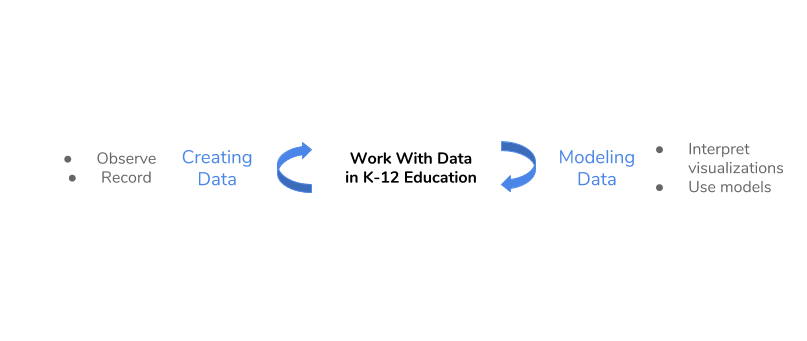 ● Observe
● Record
Creating
Data
Work With Data
in K-12 Education
Modeling
Data
● Interpret
visualizations
● Use models